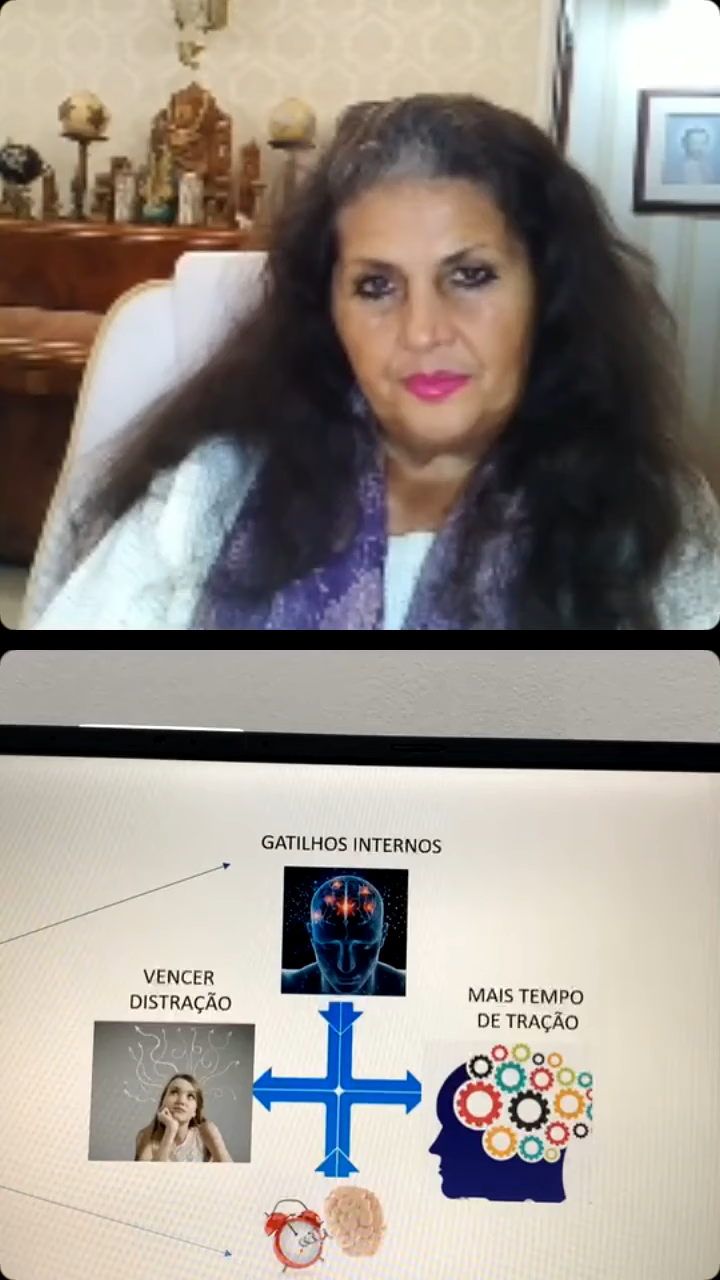 GATILHOS INTERNOS
VENCER
DISTRAÇÃO
MAIS TEMPO
DE TRAÇÃO